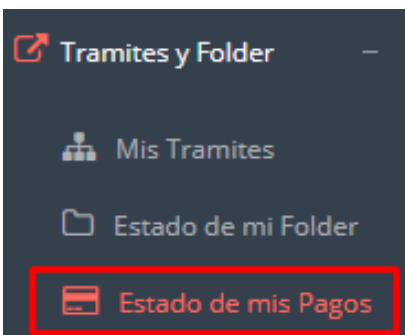 Tramites y Folder –
Mis Tramites
Estado de mi Folder
Estado de mis Pagos